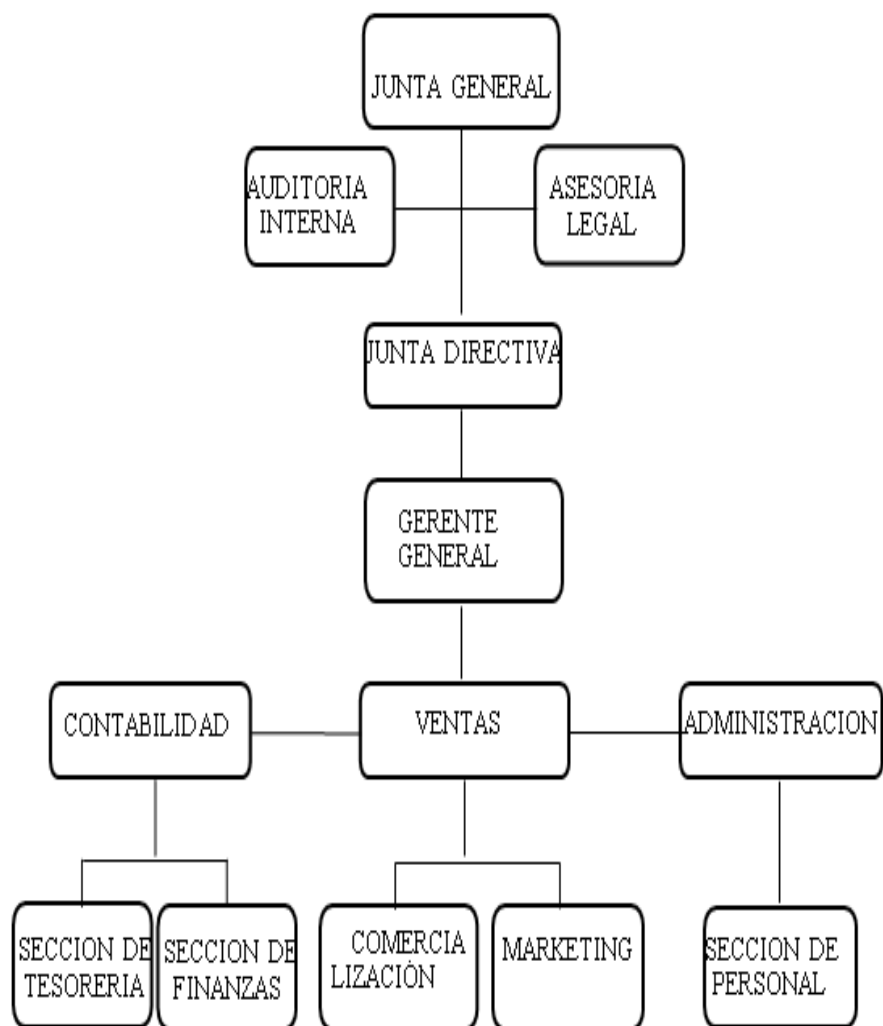 JUNTA GENERAL
AUDITORIA
INTERNA
ASESORIA
LEGAL
JUNTA DIRECTIVA
GERENTE
GENERAL
CONTABILIDAD
VENTAS
ADMINISTRACION
SECCION DE
TESORERIA
SECCION DE
FINANZAS
COMERCIA
LIZACIÓN
MARKETING
SECCION DE
PERSONAL